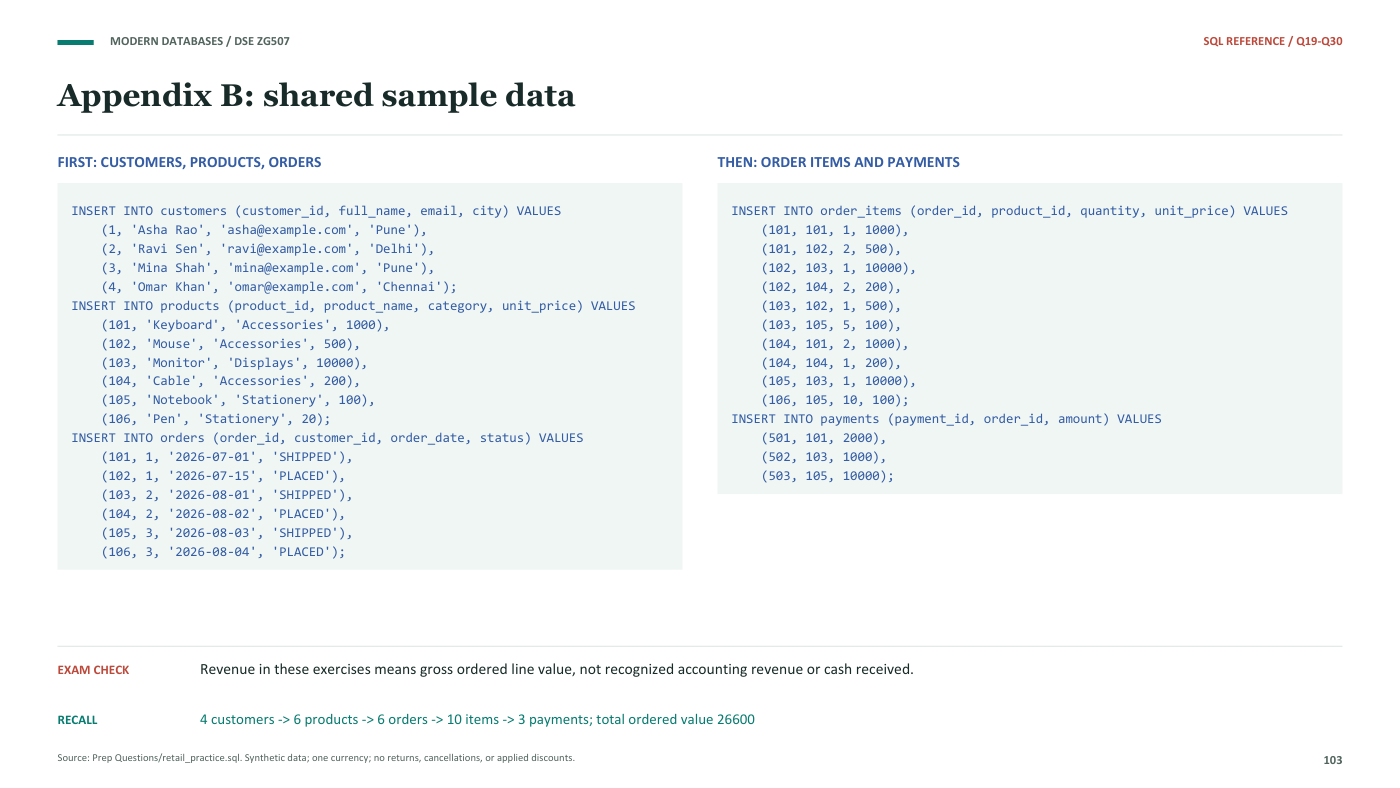 MODERN DATABASES / DSE ZG507
SQL REFERENCE / Q19-Q30
Appendix B: shared sample data
FIRST: CUSTOMERS, PRODUCTS, ORDERS
INSERT INTO customers (customer_id, full_name, email, city) VALUES
    (1, 'Asha Rao', 'asha@example.com', 'Pune'),
    (2, 'Ravi Sen', 'ravi@example.com', 'Delhi'),
    (3, 'Mina Shah', 'mina@example.com', 'Pune'),
    (4, 'Omar Khan', 'omar@example.com', 'Chennai');
INSERT INTO products (product_id, product_name, category, unit_price) VALUES
    (101, 'Keyboard', 'Accessories', 1000),
    (102, 'Mouse', 'Accessories', 500),
    (103, 'Monitor', 'Displays', 10000),
    (104, 'Cable', 'Accessories', 200),
    (105, 'Notebook', 'Stationery', 100),
    (106, 'Pen', 'Stationery', 20);
INSERT INTO orders (order_id, customer_id, order_date, status) VALUES
    (101, 1, '2026-07-01', 'SHIPPED'),
    (102, 1, '2026-07-15', 'PLACED'),
    (103, 2, '2026-08-01', 'SHIPPED'),
    (104, 2, '2026-08-02', 'PLACED'),
    (105, 3, '2026-08-03', 'SHIPPED'),
    (106, 3, '2026-08-04', 'PLACED');
THEN: ORDER ITEMS AND PAYMENTS
INSERT INTO order_items (order_id, product_id, quantity, unit_price) VALUES
    (101, 101, 1, 1000),
    (101, 102, 2, 500),
    (102, 103, 1, 10000),
    (102, 104, 2, 200),
    (103, 102, 1, 500),
    (103, 105, 5, 100),
    (104, 101, 2, 1000),
    (104, 104, 1, 200),
    (105, 103, 1, 10000),
    (106, 105, 10, 100);
INSERT INTO payments (payment_id, order_id, amount) VALUES
    (501, 101, 2000),
    (502, 103, 1000),
    (503, 105, 10000);
EXAM CHECK
Revenue in these exercises means gross ordered line value, not recognized accounting revenue or cash received.
RECALL
4 customers -> 6 products -> 6 orders -> 10 items -> 3 payments; total ordered value 26600
Source: Prep Questions/retail_practice.sql. Synthetic data; one currency; no returns, cancellations, or applied discounts.
103